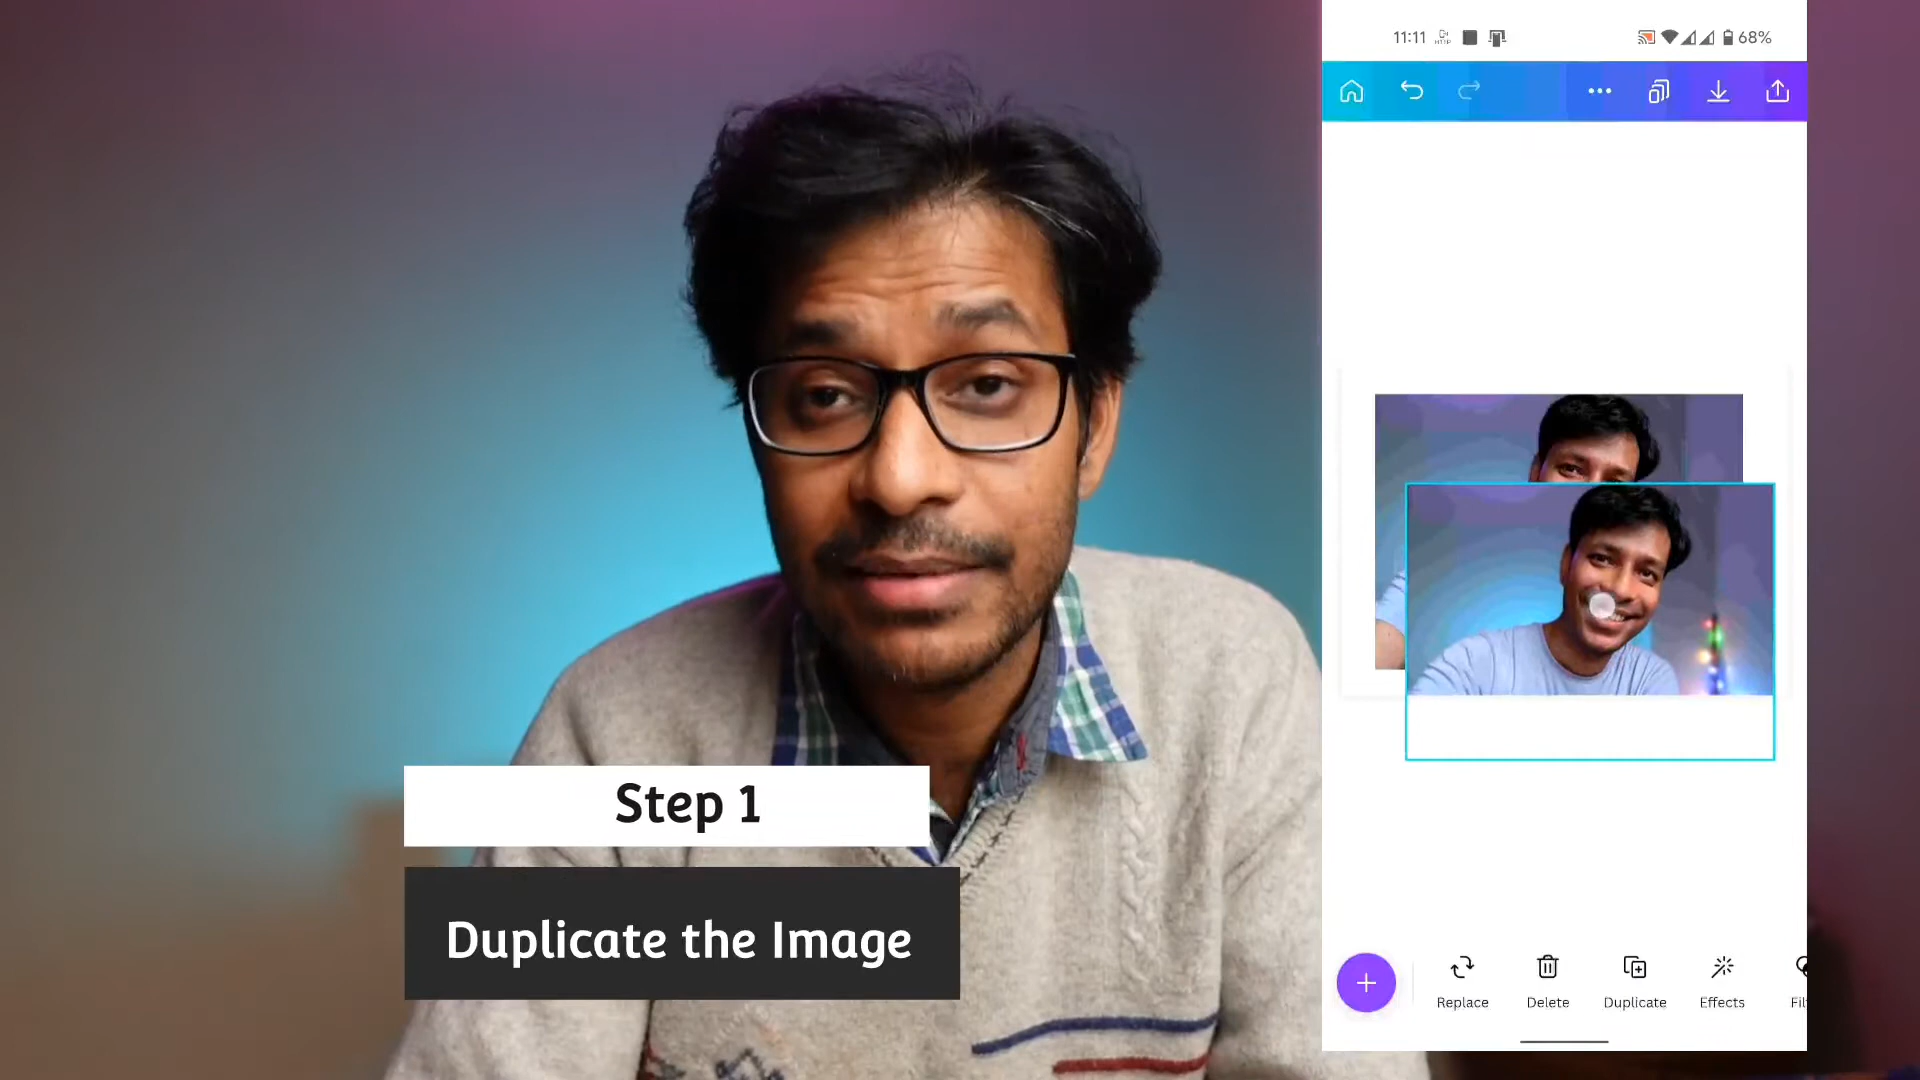 11:11
68%
Step 1
Duplicate the Image
Replace
Delete
Duplicate
Effects